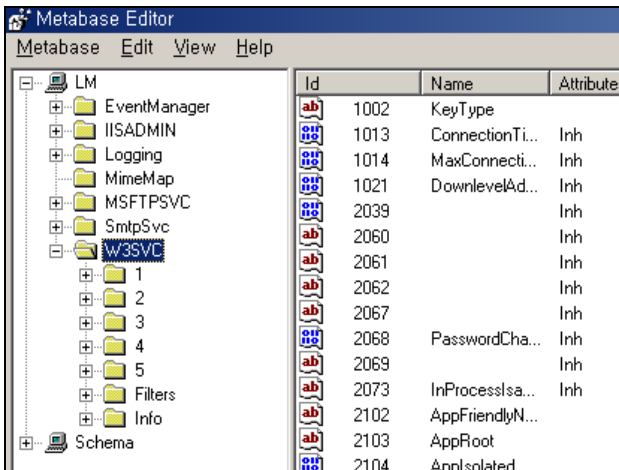 Metabase Editor
Metabase Edit View Help
LM
EventManager
IISADMIN
Logging
MimeMap
MSFTPSVC
SmtpSvc
W3SVC
1
2
3
4
5
Filters
Info
Schema
Id Name Attribute
1002 KeyType
1013 ConnectionTi... Inh
1014 MaxConnecti... Inh
1021 DownlevelAd... Inh
2039 Inh
2060 Inh
2061 Inh
2062 Inh
2067 Inh
2068 PasswordCha... Inh
2069 Inh
2073 InProcessIsa... Inh
2102 AppFriendlyN...
2103 AppRoot
2104 AppIsolated